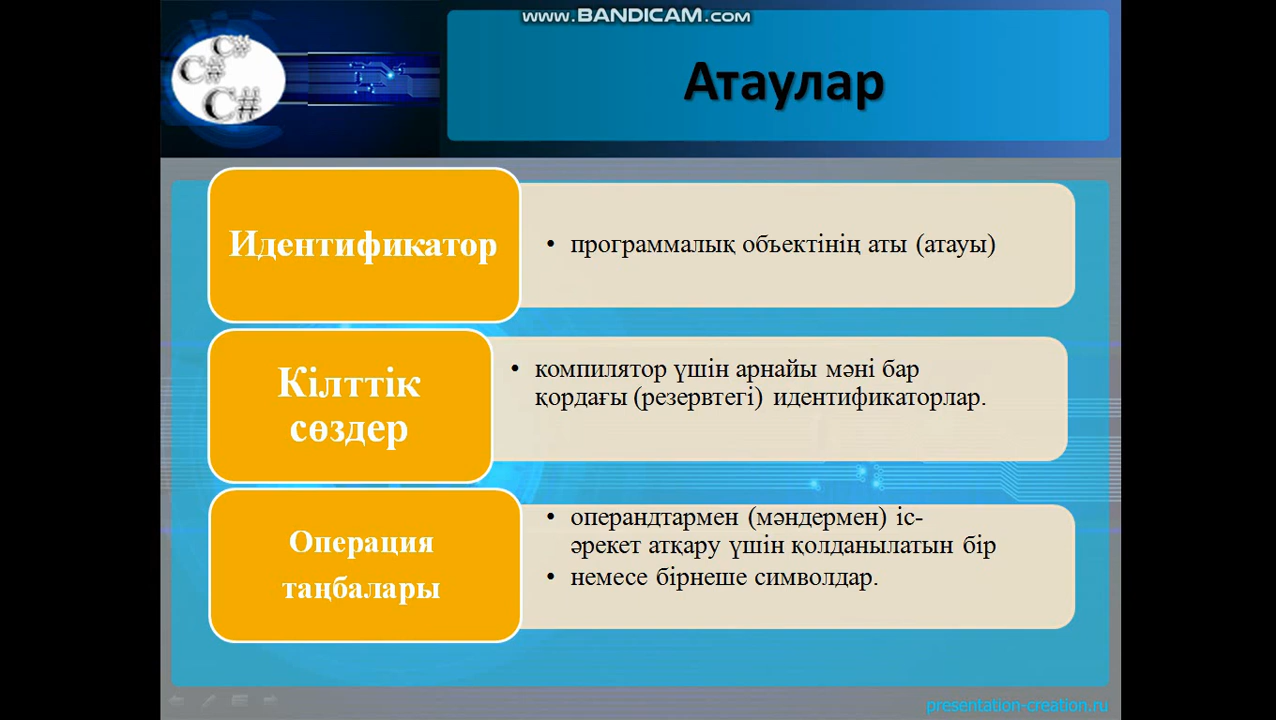 www.BANDICAM.com
C#
C#
C#
Атаулар
Идентификатор
• программалық объектінің аты (атауы)
Кілттік
сөздер
• компилятор үшін арнайы мәні бар
қордағы (резервтегі) идентификаторлар.
Операция
таңбалары
• операндтармен (мәндермен) іс-
әрекет атқару үшін қолданылатын бір
• немесе бірнеше символдар.
presentation-creation.ru